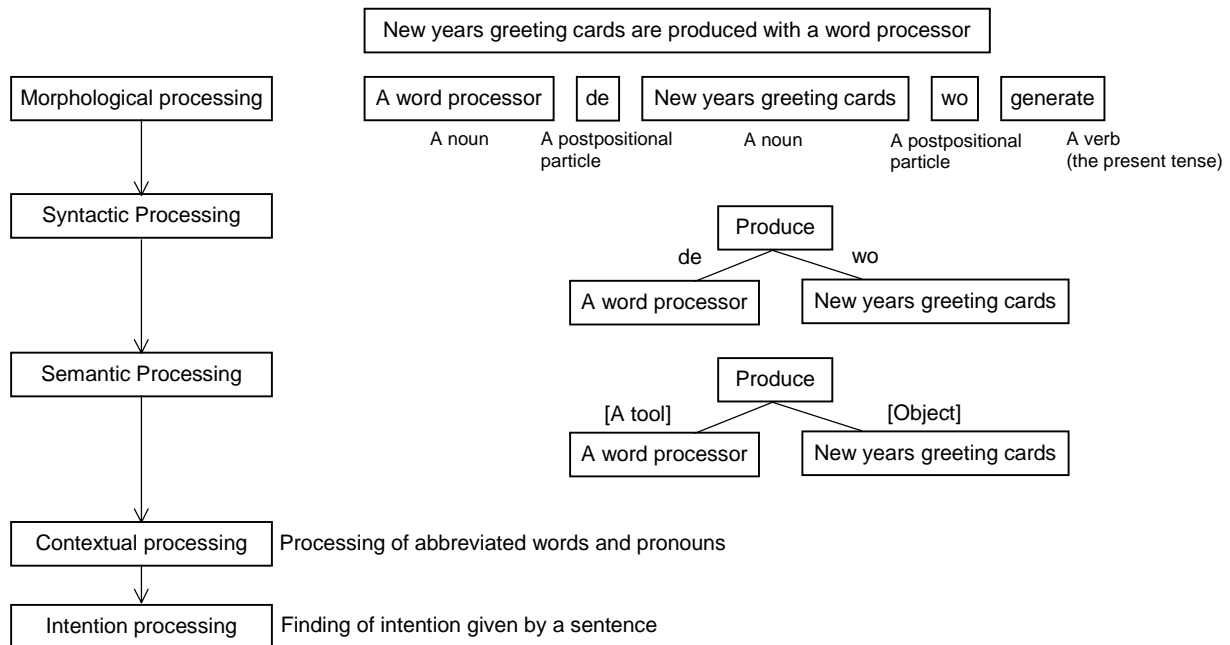 New years greeting cards are produced with a word processor
Morphological processing
A word processor de New years greeting cards wo generate
A noun A postpositional particle A noun A postpositional particle A verb (the present tense)
Syntactic Processing
Produce
de wo
A word processor New years greeting cards
Semantic Processing
Produce
[A tool] [Object]
A word processor New years greeting cards
Contextual processing Processing of abbreviated words and pronouns
Intention processing Finding of intention given by a sentence